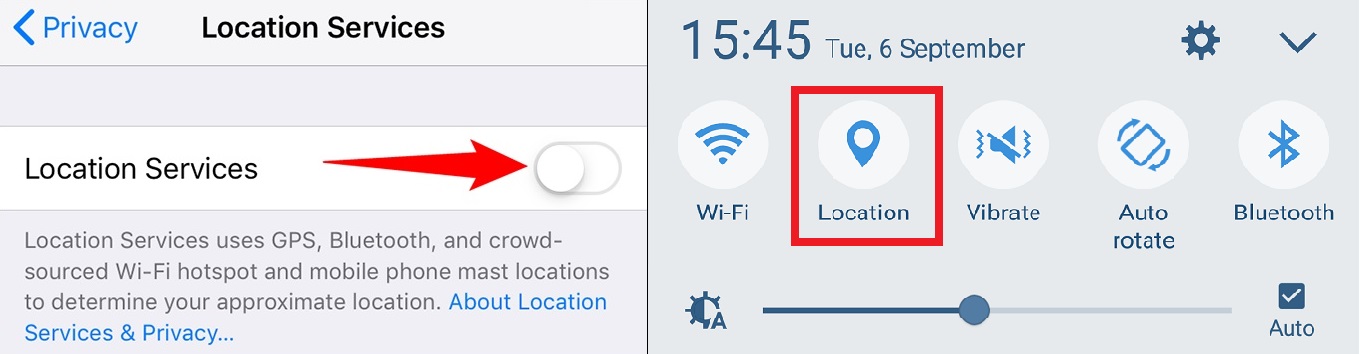 Privacy
Location Services
Location Services
Location Services uses GPS, Bluetooth, and crowd-
sourced Wi-Fi hotspot and mobile phone mast locations
to determine your approximate location. About Location
Services & Privacy...
15:45 Tue, 6 September
Wi-Fi
Location
Vibrate
Auto
rotate
Bluetooth
A
Auto